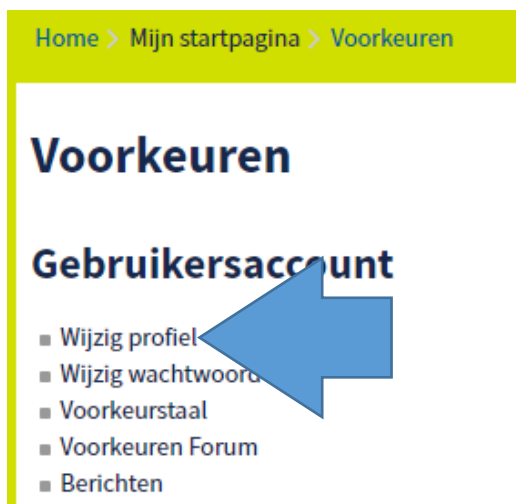 Home > Mijn startpagina > Voorkeuren
Voorkeuren
Gebruikersaccount
Wijzig profiel
Wijzig wachtwoord
Voorkeurstaal
Voorkeuren Forum
Berichten